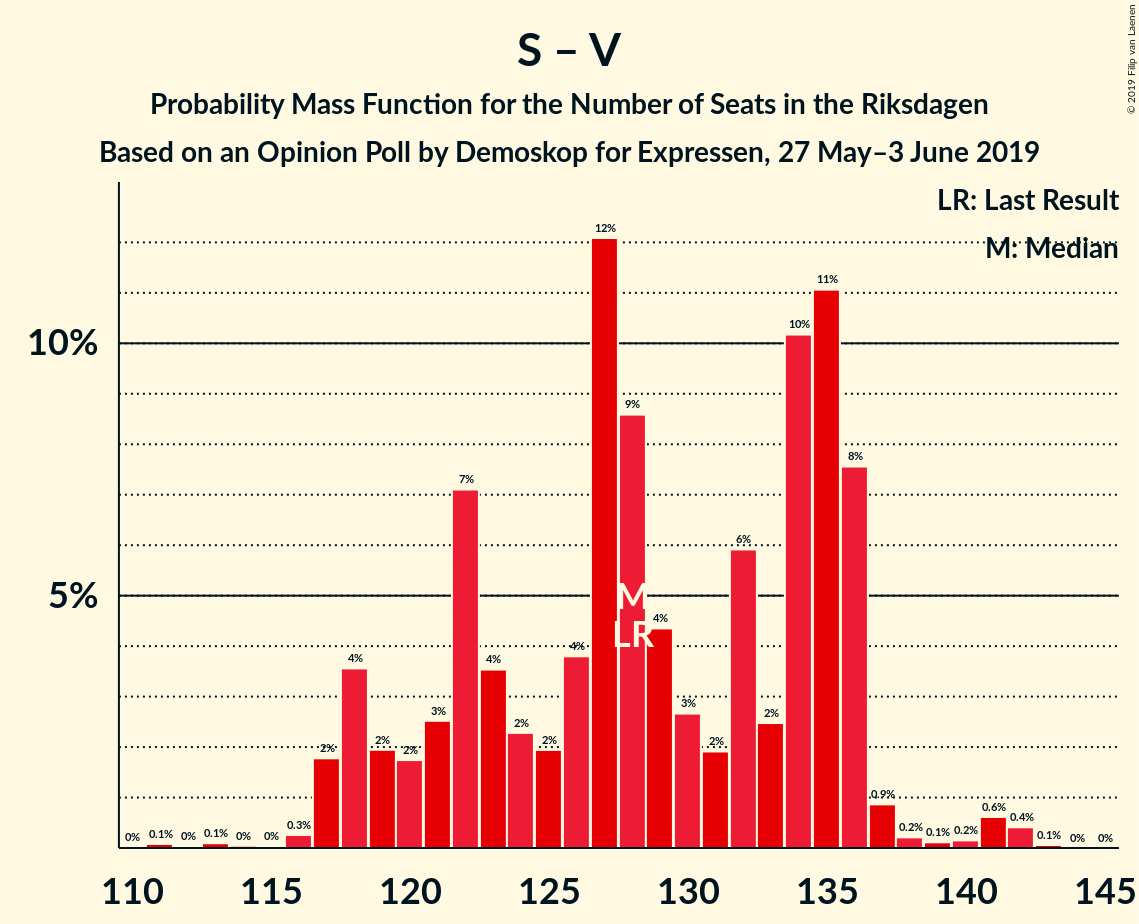 © 2019 Filip van Laenen
S – V
Probability Mass Function for the Number of Seats in the Riksdagen
Based on an Opinion Poll by Demoskop for Expressen, 27 May–3 June 2019
LR: Last Result
M: Median
10%
5%
0% 0.1% 0% 0.1% 0% 0% 0.3% 2% 4% 2% 2% 3% 7% 4% 2% 2% 4% 12% 9% 4% 3% 2% 6% 2% 10% 11% 8% 0.9% 0.2% 0.1% 0.2% 0.6% 0.4% 0.1% 0% 0%
M
LR
110 115 120 125 130 135 140 145